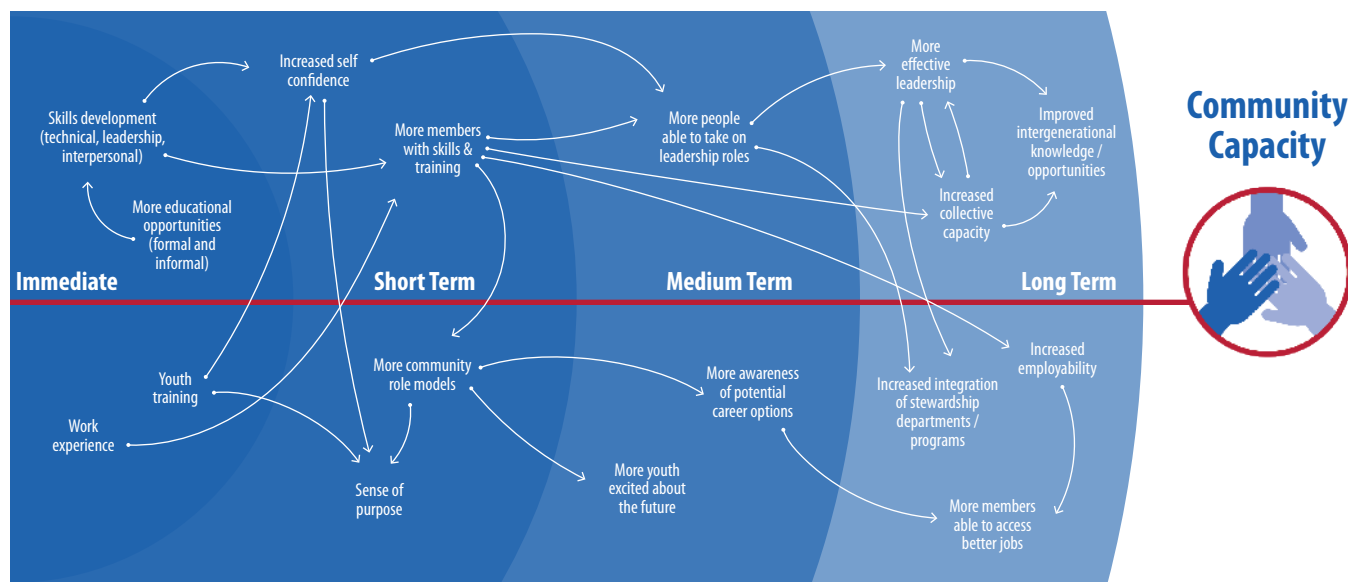 Increased self
confidence
Skills development
(technical, leadership,
interpersonal)
More members
with skills &
training
More educational
opportunities
(formal and
informal)
More people
able to take on
leadership roles
More
effective
leadership
Improved
intergenerational
knowledge /
opportunities
Increased
collective
capacity
Community
Capacity
Immediate
Short Term
Medium Term
Long Term
Youth
training
Work
experience
More community
role models
Sense of
purpose
More awareness
of potential
career options
More youth
excited about
the future
Increased integration
of stewardship
departments /
programs
Increased
employability
More members
able to access
better jobs